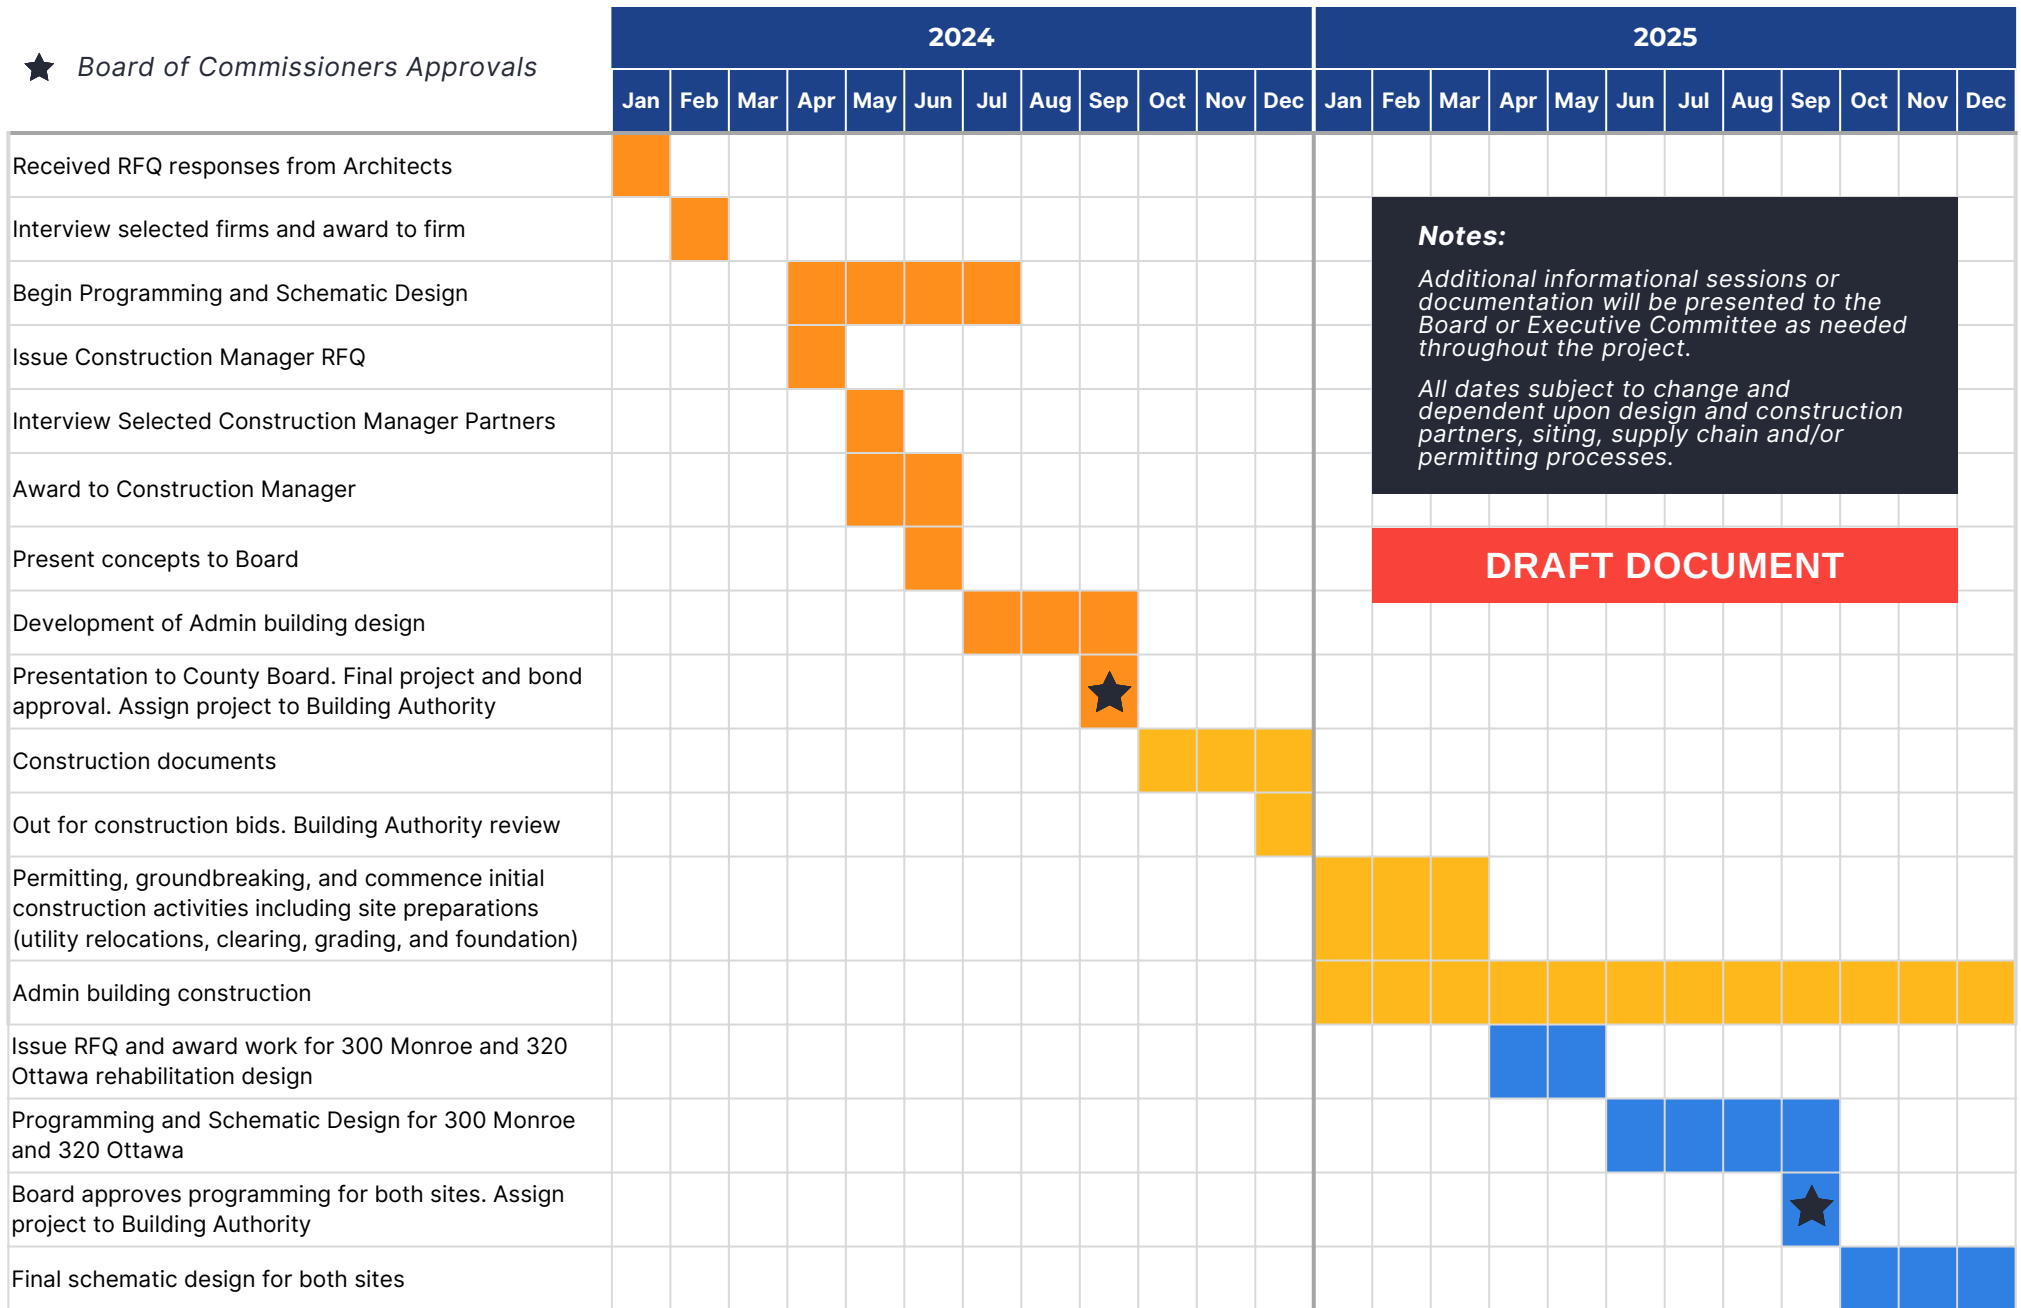 Board of Commissioners Approvals
2024
2025
Jan Feb Mar Apr May Jun Jul Aug Sep Oct Nov Dec Jan Feb Mar Apr May Jun Jul Aug Sep Oct Nov Dec
Received RFQ responses from Architects
Interview selected firms and award to firm
Begin Programming and Schematic Design
Issue Construction Manager RFQ
Interview Selected Construction Manager Partners
Award to Construction Manager
Present concepts to Board
Development of Admin building design
Presentation to County Board. Final project and bond
approval. Assign project to Building Authority
Construction documents
Out for construction bids. Building Authority review
Permitting, groundbreaking, and commence initial
construction activities including site preparations
(utility relocations, clearing, grading, and foundation)
Admin building construction
Issue RFQ and award work for 300 Monroe and 320
Ottawa rehabilitation design
Programming and Schematic Design for 300 Monroe
and 320 Ottawa
Board approves programming for both sites. Assign
project to Building Authority
Final schematic design for both sites
Notes:
Additional informational sessions or
documentation will be presented to the
Board or Executive Committee as needed
throughout the project.
All dates subject to change and
dependent upon design and construction
partners, siting, supply chain and/or
permitting processes.
DRAFT DOCUMENT